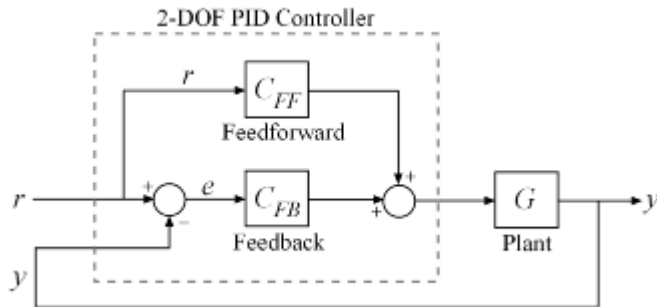 2-DOF PID Controller
r
C_FF
Feedforward
+
r
+
e
C_FB
+
G
y
−
Feedback
Plant
y